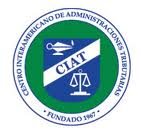 CENTRO INTERAMERICANO DE ADMINISTRACIONES TRIBUTARIAS
CIAT
• FUNDADO 1967 •